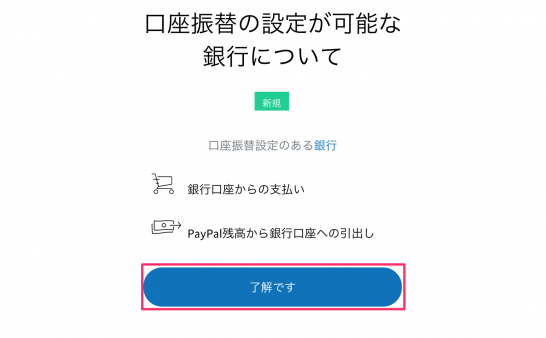 口座振替の設定が可能な
銀行について
新規
口座振替設定のある銀行
銀行口座からの支払い
PayPal残高から銀行口座への引出し
了解です